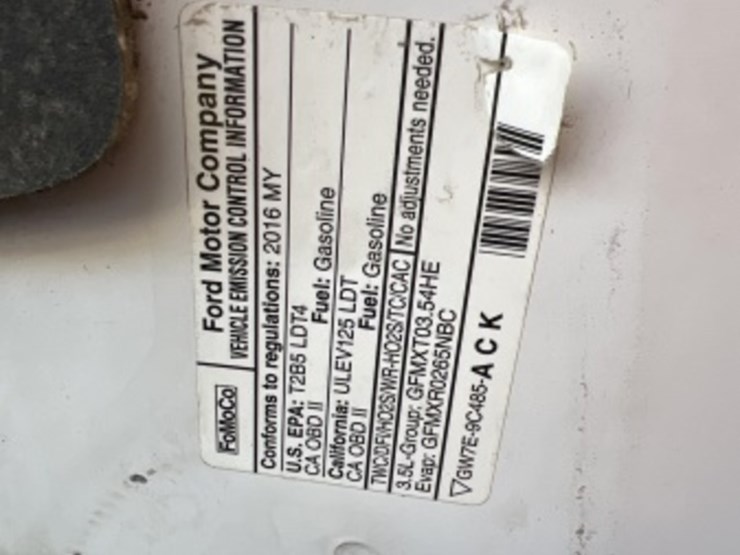 FoMoCo
Ford Motor Company
VEHICLE EMISSION CONTROL INFORMATION
Conforms to regulations: 2016 MY
U.S. EPA: T2B5 LDT4
CA OBD II Fuel: Gasoline
California: ULEV125 LDT
CA OBD II Fuel: Gasoline
TWC/DFI/HO2S/WR-HO2S/TC/CAC No adjustments needed.
3.5L-Group: GFMXT03.54HE
Evap: GFMXR0265NBC
GW7E-9C485-ACK